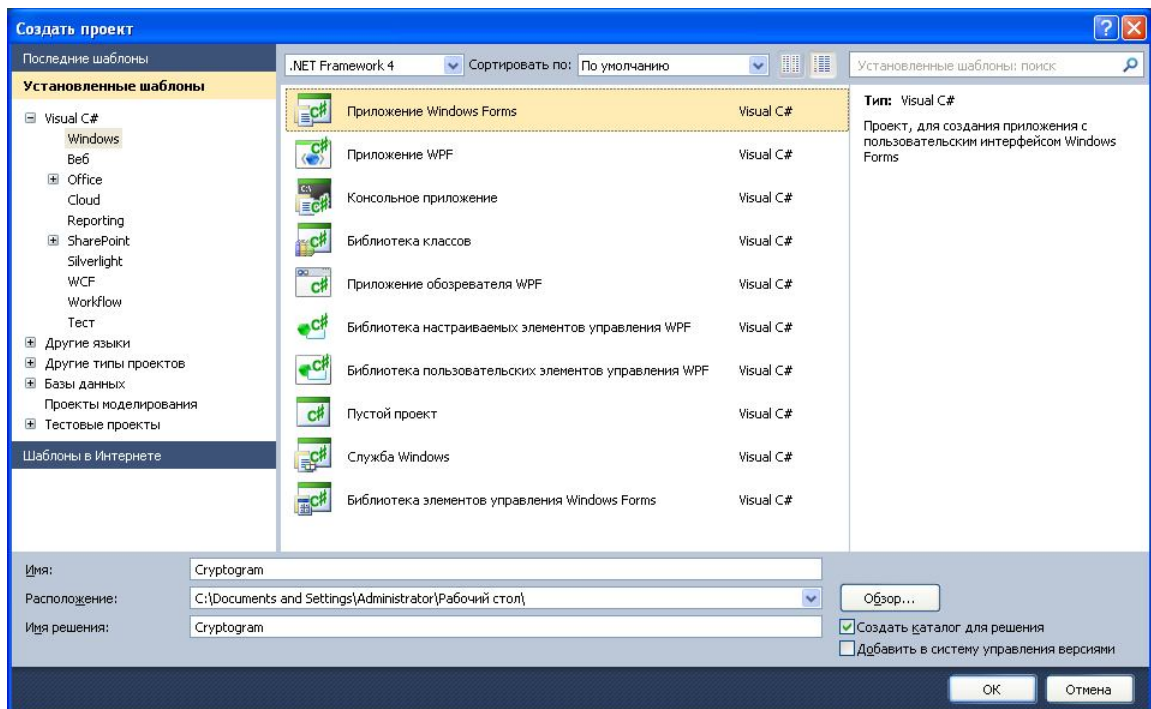 Создать проект
Последние шаблоны
Установленные шаблоны
Visual C#
Windows
Веб
Office
Cloud
Reporting
SharePoint
Silverlight
WCF
Workflow
Тест
Другие языки
Другие типы проектов
Базы данных
Проекты моделирования
Тестовые проекты
Шаблоны в Интернете
.NET Framework 4 Сортировать по: По умолчанию
Приложение Windows Forms Visual C#
Приложение WPF Visual C#
Консольное приложение Visual C#
Библиотека классов Visual C#
Приложение обозревателя WPF Visual C#
Библиотека настраиваемых элементов управления WPF Visual C#
Библиотека пользовательских элементов управления WPF Visual C#
Пустой проект Visual C#
Служба Windows Visual C#
Библиотека элементов управления Windows Forms Visual C#
Установленные шаблоны: поиск
Тип: Visual C#
Проект, для создания приложения с
пользовательским интерфейсом Windows
Forms
Имя: Cryptogram
Расположение: C:\Documents and Settings\Administrator\Рабочий стол\ Обзор...
Имя решения: Cryptogram
Создать каталог для решения
Добавить в систему управления версиями
ОК Отмена